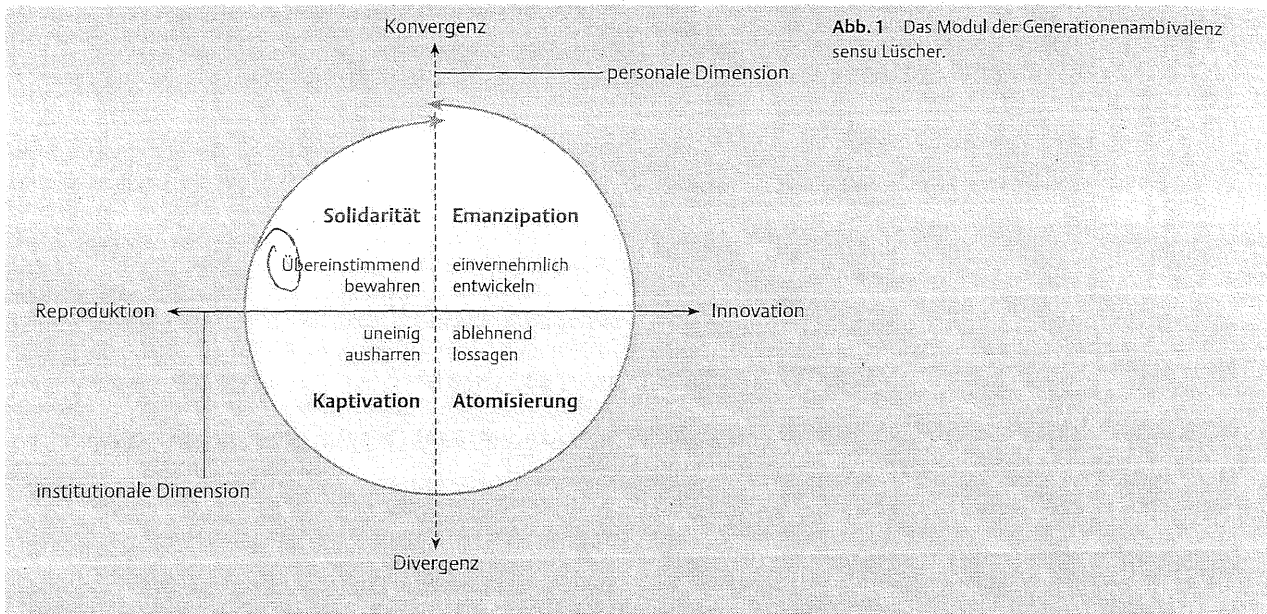 Konvergenz
Abb. 1 Das Modul der Generationenambivalenz
sensu Lüscher.
personale Dimension
Solidarität
Emanzipation
Übereinstimmend
bewahren
einvernehmlich
entwickeln
Reproduktion
Innovation
uneinig
ausharren
ablehnend
lossagen
Kaptivation
Atomisierung
institutionale Dimension
Divergenz